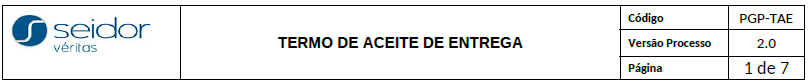 seidor
véritas
TERMO DE ACEITE DE ENTREGA
Código PGP-TAE
Versão Processo 2.0
Página 1 de 7